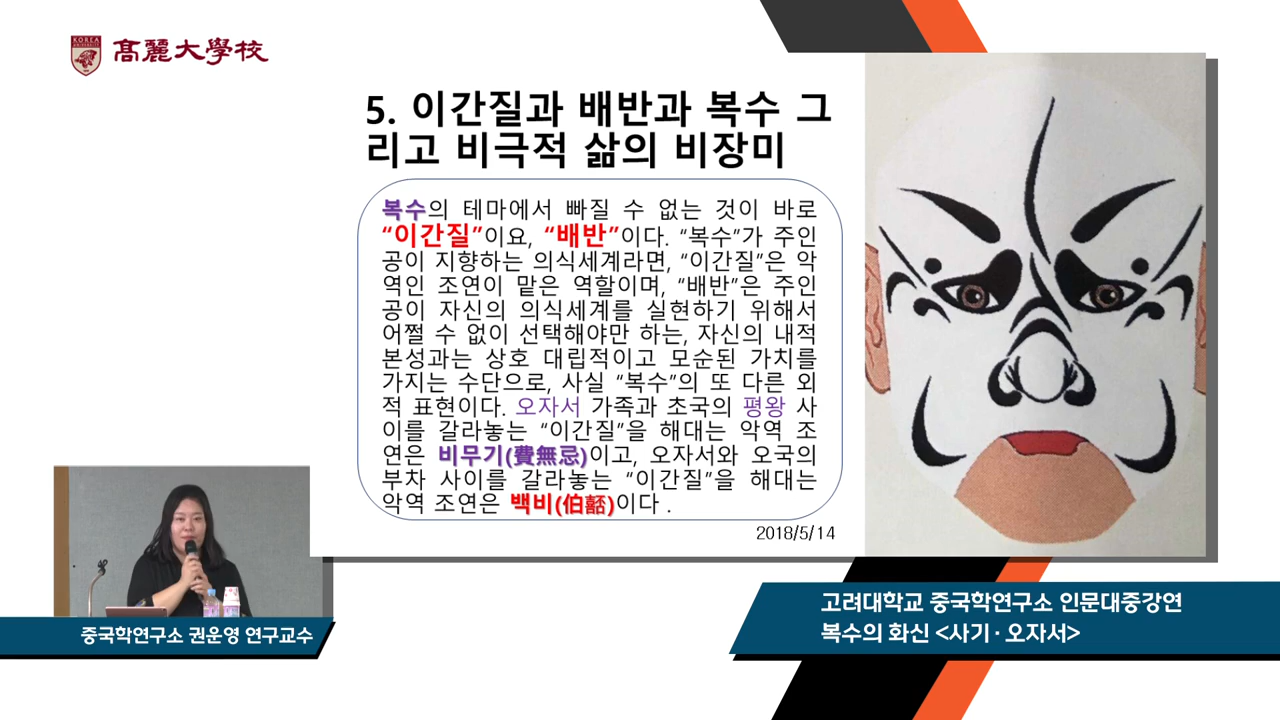 KOREA
UNIVERSITY
高麗大學校
5. 이간질과 배반과 복수 그
리고 비극적 삶의 비장미
복수의 테마에서 빠질 수 없는 것이 바로
“이간질”이요, “배반”이다. “복수”가 주인
공이 지향하는 의식세계라면, “이간질”은 악
역인 조연이 맡은 역할이며, “배반”은 주인
공이 자신의 의식세계를 실현하기 위해서
어쩔 수 없이 선택해야만 하는, 자신의 내적
본성과는 상호 대립적이고 모순된 가치를
가지는 수단으로, 사실 “복수”의 또 다른 외
적 표현이다. 오자서 가족과 초국의 평왕 사
이를 갈라놓는 “이간질”을 해대는 악역 조
연은 비무기(費無忌)이고, 오자서와 오국의
부차 사이를 갈라놓는 “이간질”을 해대는
악역 조연은 백비(伯嚭)이다 .
2018/5/14
중국학연구소 권운영 연구교수
고려대학교 중국학연구소 인문대중강연
복수의 화신 <사기 · 오자서>